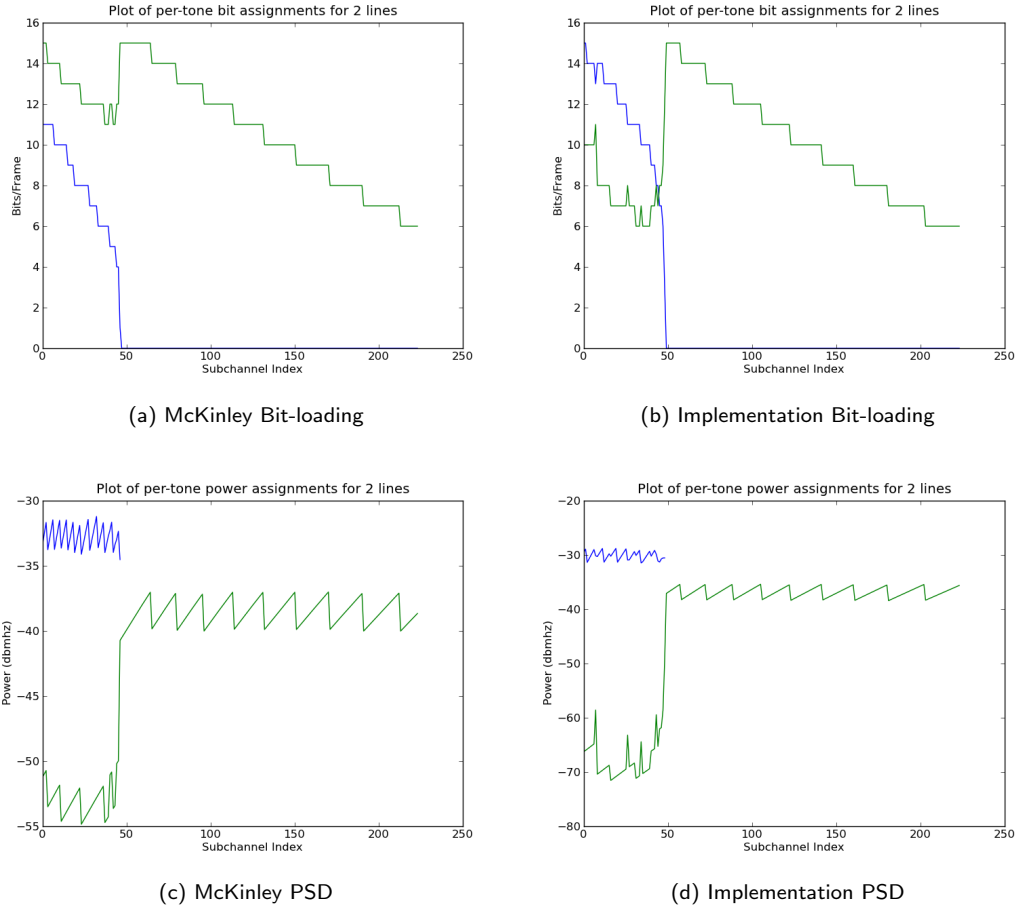 Plot of per-tone bit assignments for 2 lines
16
14
12
10
8
6
4
2
0
Bits/Frame
0 50 100 150 200 250
Subchannel Index
(a) McKinley Bit-loading
Plot of per-tone bit assignments for 2 lines
16
14
12
10
8
6
4
2
0
Bits/Frame
0 50 100 150 200 250
Subchannel Index
(b) Implementation Bit-loading
Plot of per-tone power assignments for 2 lines
−30
−35
−40
−45
−50
−55
Power (dbmhz)
0 50 100 150 200 250
Subchannel Index
(c) McKinley PSD
Plot of per-tone power assignments for 2 lines
−20
−30
−40
−50
−60
−70
−80
Power (dbmhz)
0 50 100 150 200 250
Subchannel Index
(d) Implementation PSD